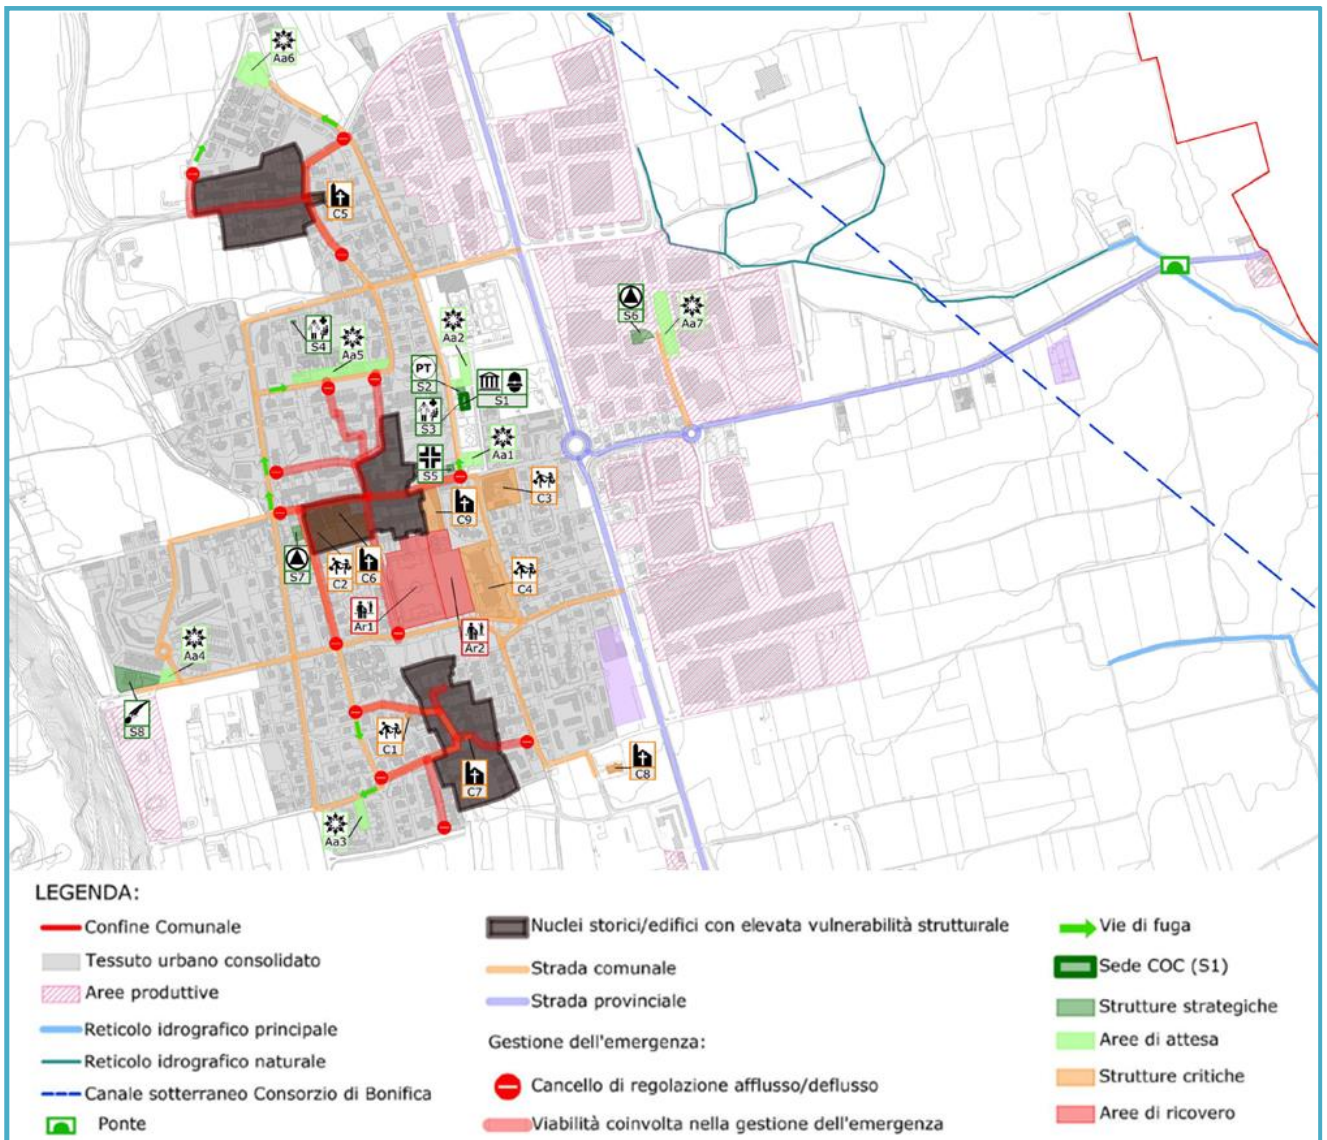 Aa6
C5
S6
Aa7
S4
Aa5
Aa2
PT
S2
S1
S3
S5
Aa1
C3
C9
S7
C2
C6
C4
Ar1
Ar2
Aa4
S8
C1
C7
C8
Aa3
LEGENDA:
Confine Comunale
Tessuto urbano consolidato
Aree produttive
Reticolo idrografico principale
Reticolo idrografico naturale
Canale sotterraneo Consorzio di Bonifica
Ponte
Nuclei storici/edifici con elevata vulnerabilità strutturale
Strada comunale
Strada provinciale
Gestione dell'emergenza:
Cancello di regolazione afflusso/deflusso
Viabilità coinvolta nella gestione dell'emergenza
Vie di fuga
Sede COC (S1)
Strutture strategiche
Aree di attesa
Strutture critiche
Aree di ricovero